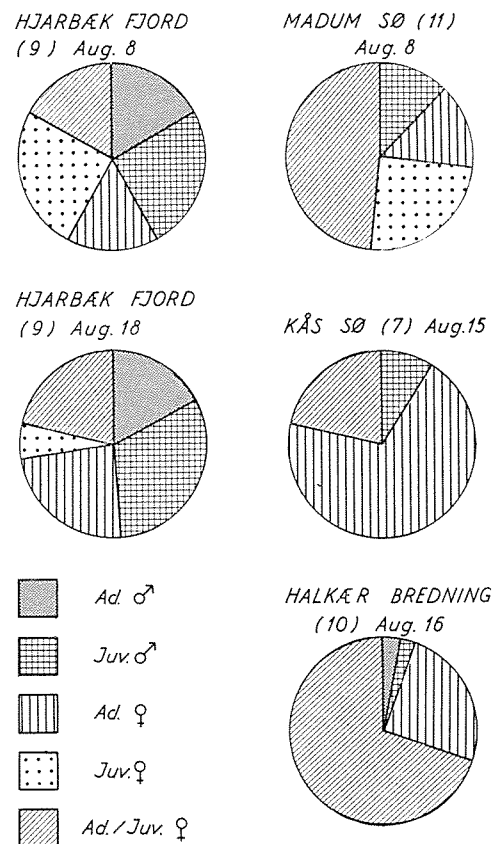 HJARBÆK FJORD
(9) Aug. 8
MADUM SØ (11)
Aug. 8
HJARBÆK FJORD
(9) Aug. 18
KÅS SØ (7) Aug. 15
HALKÆR BREDNING
(10) Aug. 16
Ad. ♂
Juv. ♂
Ad. ♀
Juv. ♀
Ad./Juv. ♀